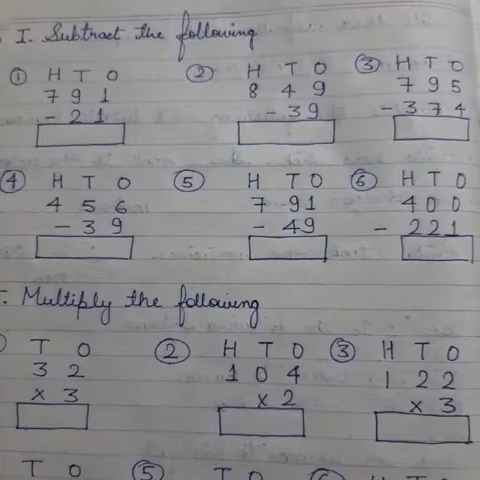 I. Subtract the following
① H T O ② H T O ③ H T O
7 9 1 8 4 9 7 9 5
- 2 1 - 3 9 - 3 7 4
④ H T O ⑤ H T O ⑥ H T O
4 5 6 7 9 1 4 0 0
- 3 9 - 4 9 - 2 2 1
Multiply the following
T O ② H T O ③ H T O
3 2 1 0 4 1 2 2
x 3 x 2 x 3
T O ⑤ T O